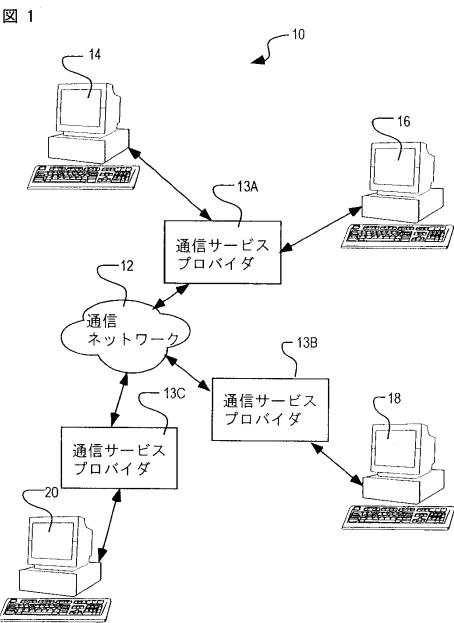 図 1
10
14
16
13A
通信サービス
プロバイダ
12
通信
ネットワーク
13B
通信サービス
プロバイダ
13C
通信サービス
プロバイダ
18
20